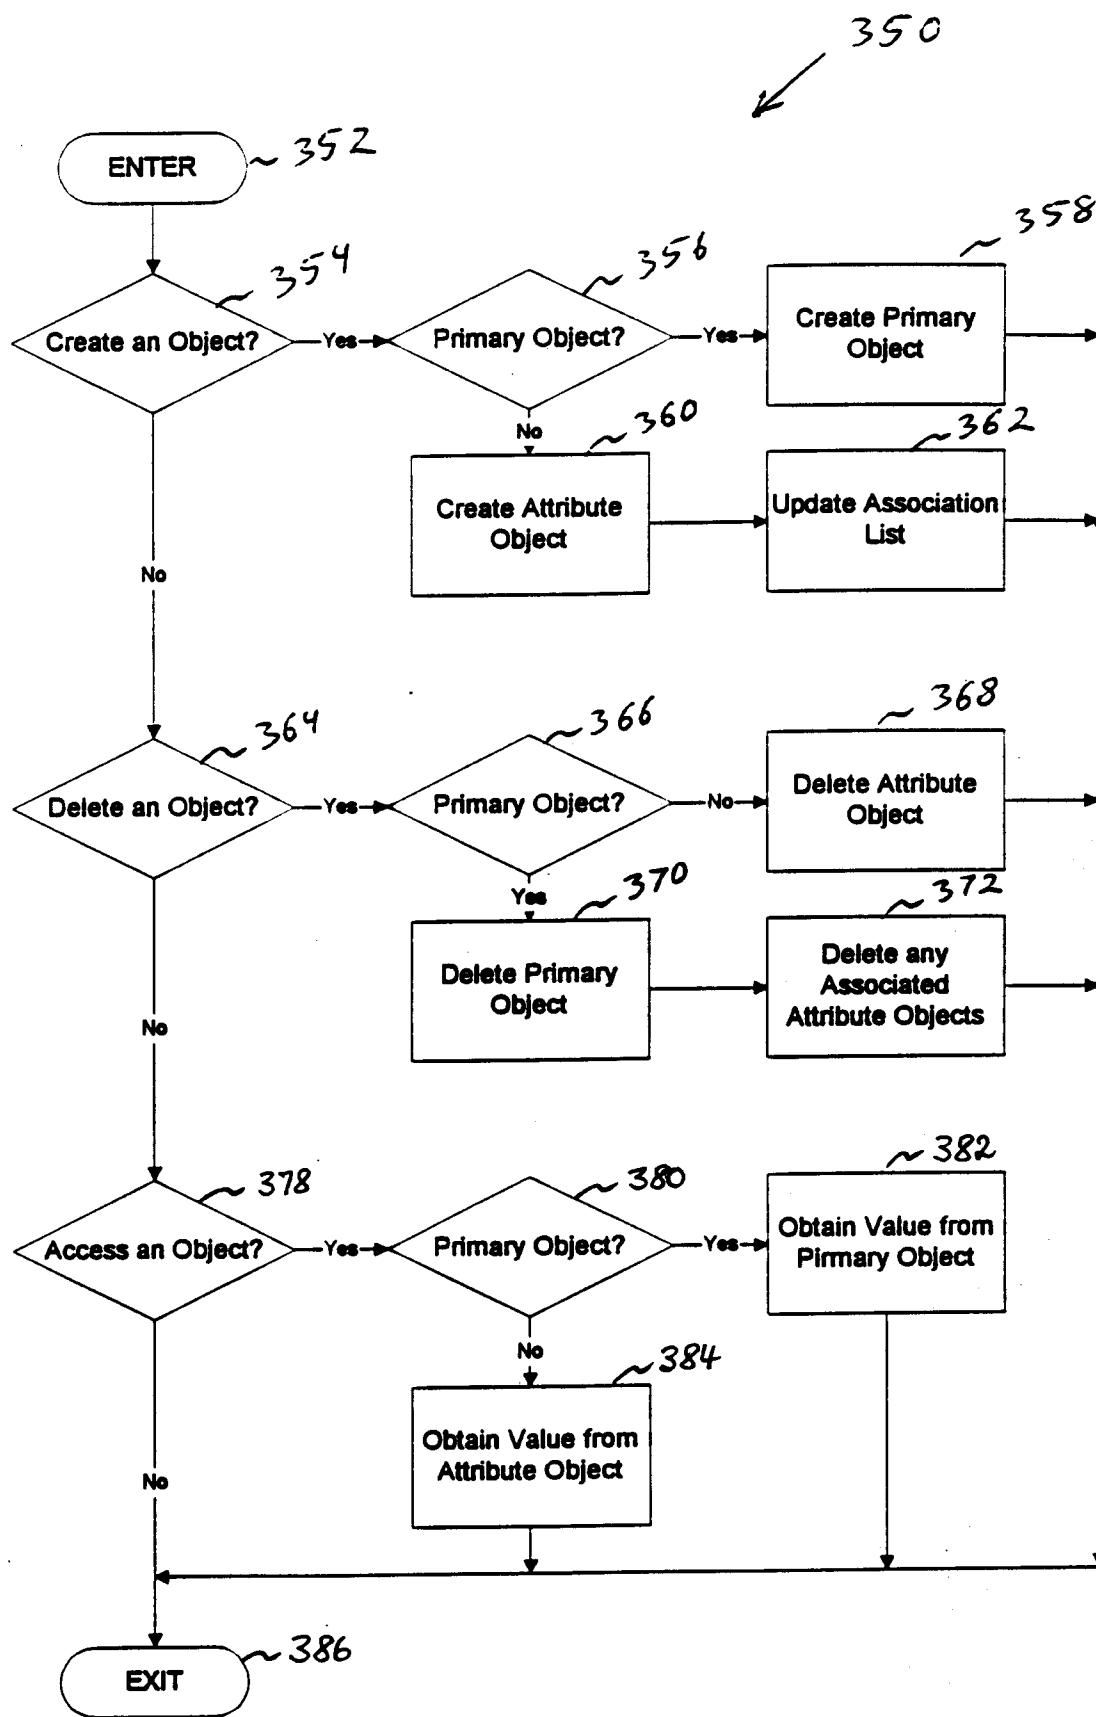 350
ENTER
352
354
356
358
Create an Object?
Yes
Primary Object?
Yes
Create Primary
Object
No
360
362
Create Attribute
Object
Update Association
List
No
364
366
368
Delete an Object?
Yes
Primary Object?
No
Delete Attribute
Object
Yes
370
372
Delete Primary
Object
Delete any
Associated
Attribute Objects
No
378
380
382
Access an Object?
Yes
Primary Object?
Yes
Obtain Value from
Pirmary Object
No
384
Obtain Value from
Attribute Object
No
EXIT
386